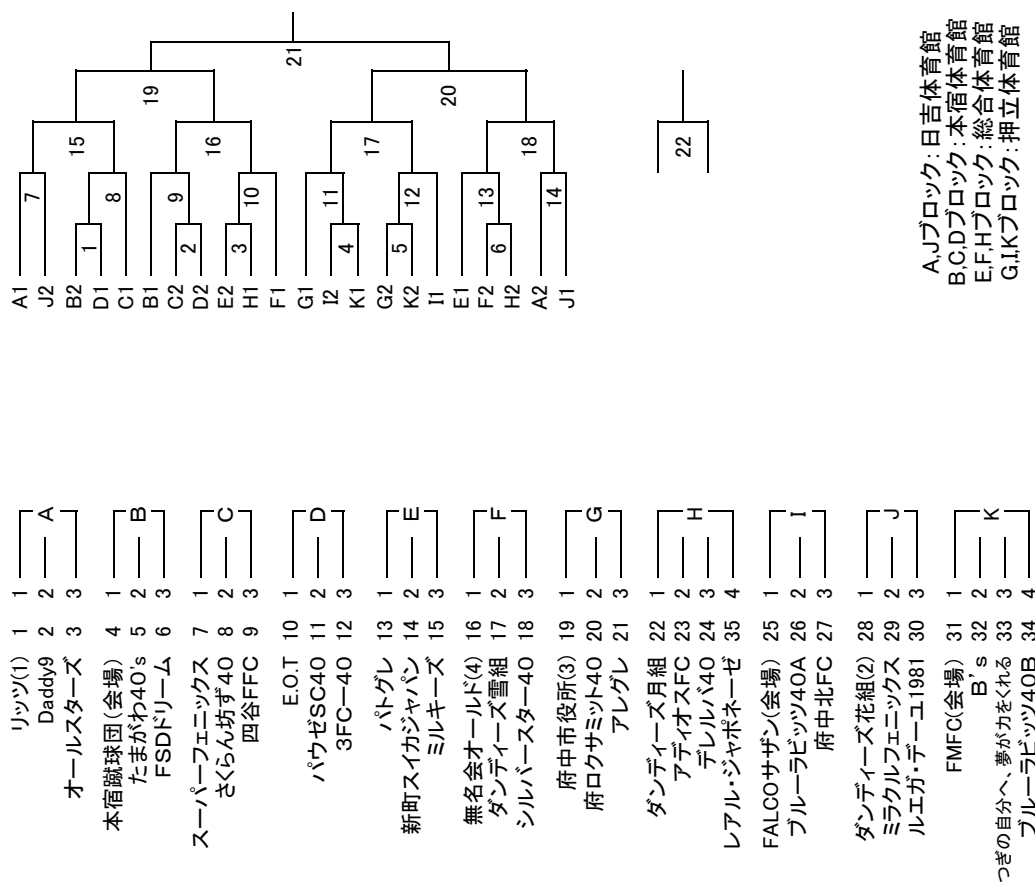 リッツ(1) 1 1
Daddy9 2 2 A
オールスターズ 3 3
本宿蹴球団(会場) 4 1
たまがわ40's 5 2 B
FSDドリーム 6 3
スーパーフェニックス 7 1
さくらん坊ず40 8 2 C
四谷FFC 9 3
E.O.T 10 1
パウゼSC40 11 2 D
3FCー40 12 3
パトグレ 13 1
新町スイカジャパン 14 2 E
ミルキーズ 15 3
無名会オールド(4) 16 1
ダンディーズ雪組 17 2 F
シルバースター40 18 3
府中市役所(3) 19 1
府ロクサミット40 20 2 G
アレグレ 21 3
ダンディーズ月組 22 1
アディオスFC 23 2 H
デレルバ40 24 3
レアル・ジャポネーゼ 35 4
FALCOサザン(会場) 25 1
ブルーラビッツ40A 26 2 I
府中北FC 27 3
ダンディーズ花組(2) 28 1
ミラクルフェニックス 29 2 J
ルエガ・デーユ1981 30 3
FMFC(会場) 31 1
B's 32 2 K
つぎの自分へ、夢が力をくれる 33 3
ブルーラビッツ40B 34 4
A1
J2 7
B2
D1 1
C1 8
15
B1
C2
D2 2
9
E2
H1 3
F1 10
16
19
G1
I2
K1 4
11
G2
K2 5
I1 12
17
E1
F2
H2 6
13
A2
J1 14
18
20
21
22
A,Jブロック:日吉体育館
B,C,Dブロック:本宿体育館
E,F,Hブロック:総合体育館
G,I,Kブロック:押立体育館